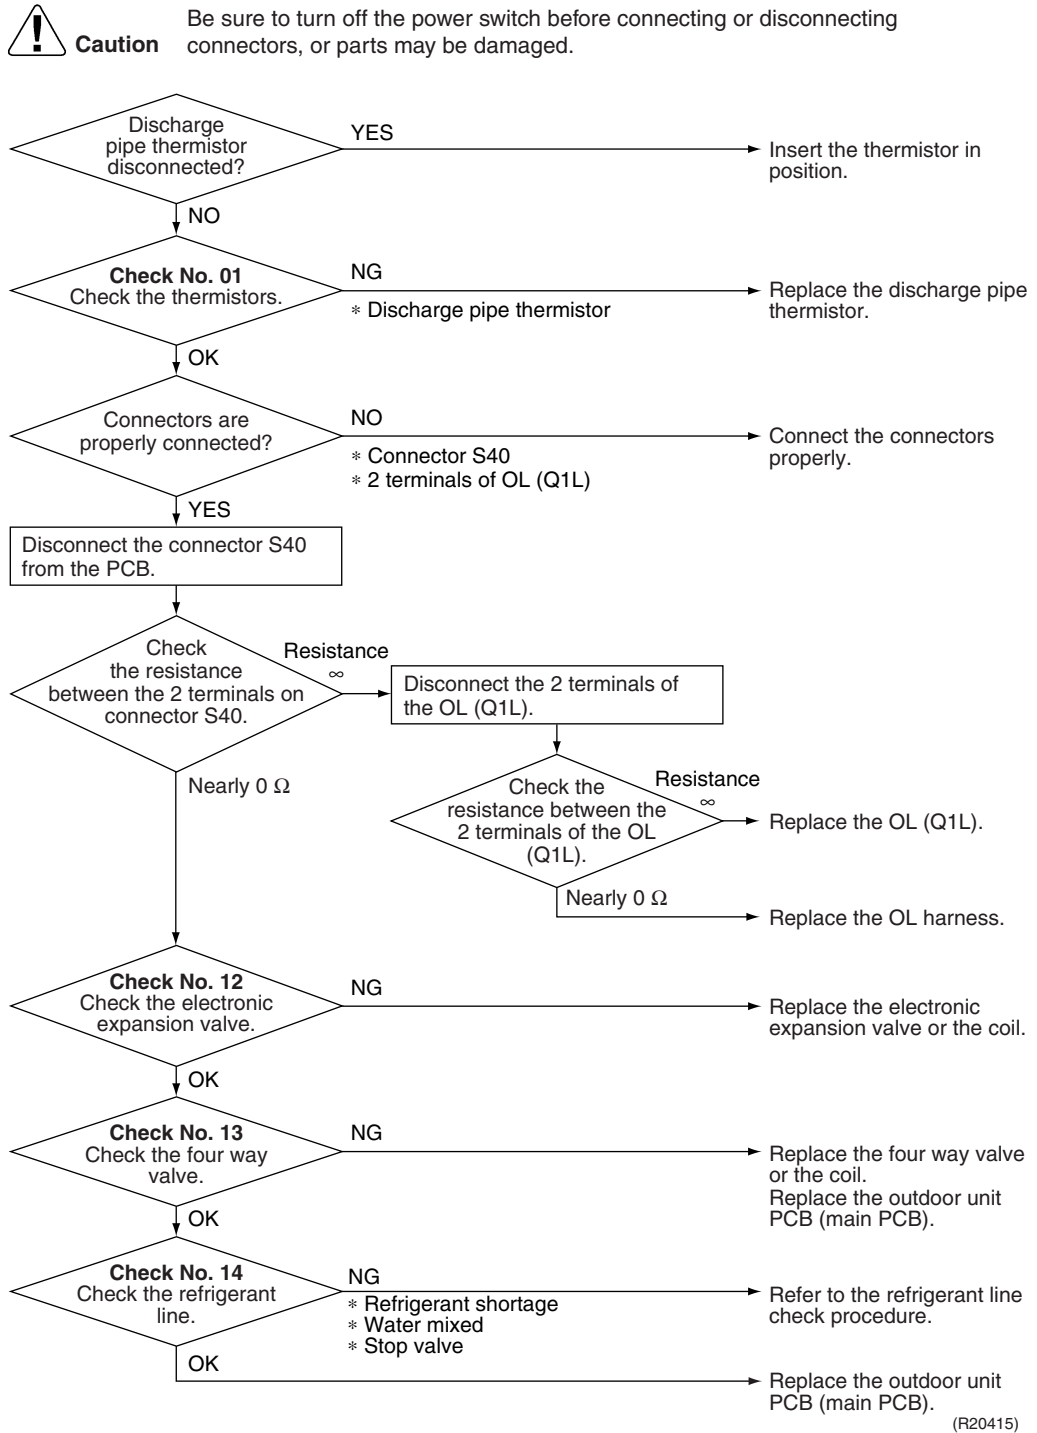 Be sure to turn off the power switch before connecting or disconnecting
Caution
connectors, or parts may be damaged.
Discharge
pipe thermistor
disconnected?
YES
Insert the thermistor in
position.
NO
Check No. 01
Check the thermistors.
NG
* Discharge pipe thermistor
Replace the discharge pipe
thermistor.
OK
Connectors are
properly connected?
NO
* Connector S40
* 2 terminals of OL (Q1L)
Connect the connectors
properly.
YES
Disconnect the connector S40
from the PCB.
Check
the resistance
between the 2 terminals on
connector S40.
Resistance
∞
Disconnect the 2 terminals of
the OL (Q1L).
Nearly 0 Ω
Check the
resistance between the
2 terminals of the OL
(Q1L).
Resistance
∞
Replace the OL (Q1L).
Nearly 0 Ω
Replace the OL harness.
Check No. 12
Check the electronic
expansion valve.
NG
Replace the electronic
expansion valve or the coil.
OK
Check No. 13
Check the four way
valve.
NG
Replace the four way valve
or the coil.
Replace the outdoor unit
PCB (main PCB).
OK
Check No. 14
Check the refrigerant
line.
NG
* Refrigerant shortage
* Water mixed
* Stop valve
Refer to the refrigerant line
check procedure.
OK
Replace the outdoor unit
PCB (main PCB).
(R20415)